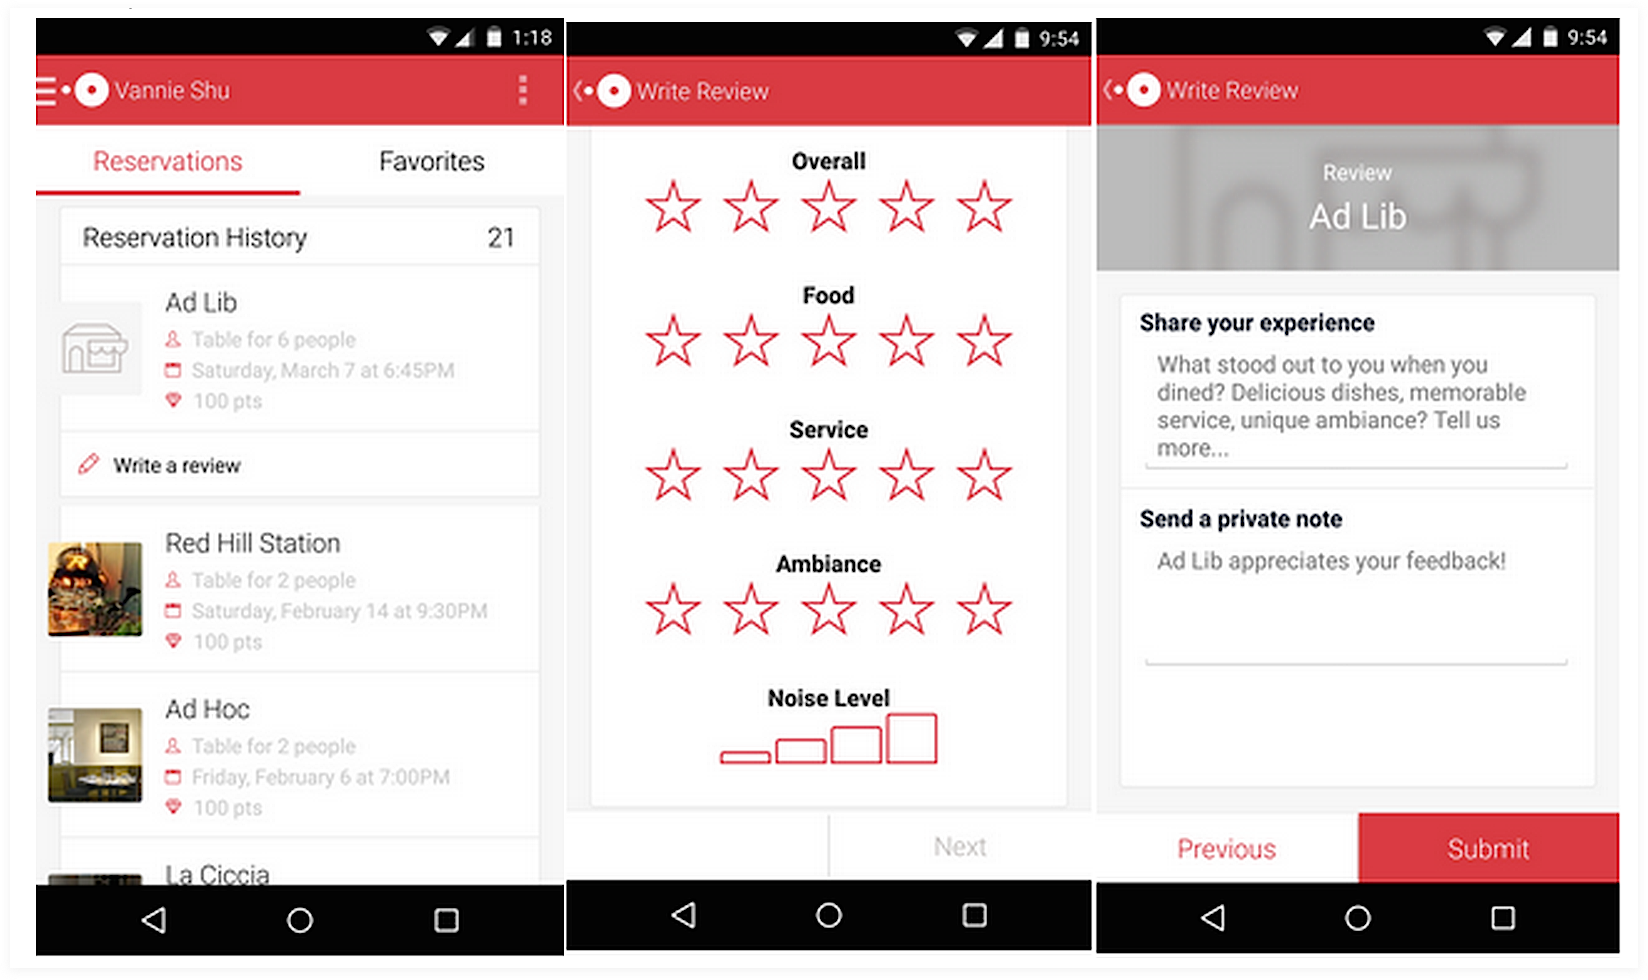 1:18
Vannie Shu
Reservations
Favorites
Reservation History
21
Ad Lib
Table for 6 people
Saturday, March 7 at 6:45PM
100 pts
Write a review
Red Hill Station
Table for 2 people
Saturday, February 14 at 9:30PM
100 pts
Ad Hoc
Table for 2 people
Friday, February 6 at 7:00PM
100 pts
La Ciccia
9:54
Write Review
Overall
Food
Service
Ambiance
Noise Level
Next
9:54
Write Review
Review
Ad Lib
Share your experience
What stood out to you when you
dined? Delicious dishes, memorable
service, unique ambiance? Tell us
more...
Send a private note
Ad Lib appreciates your feedback!
Previous
Submit